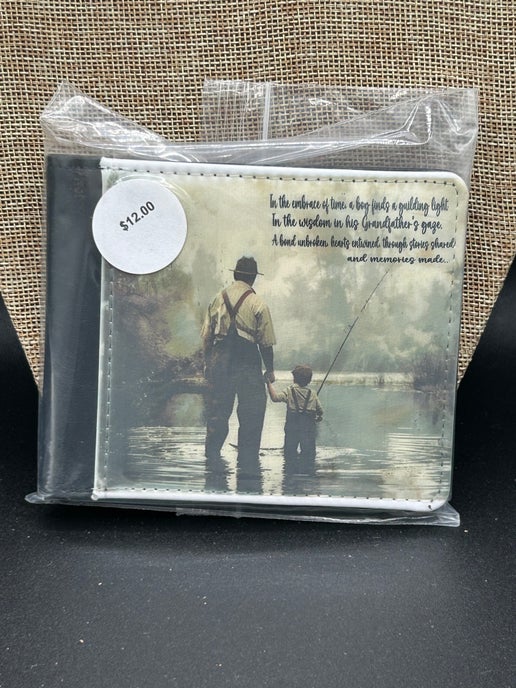 $12.00
In the embrace of time, a boy finds a guilding light.
In the wisdom in his Grandfather's gaze.
A bond unbroken, hearts entwined, through stories shared
and memories made...